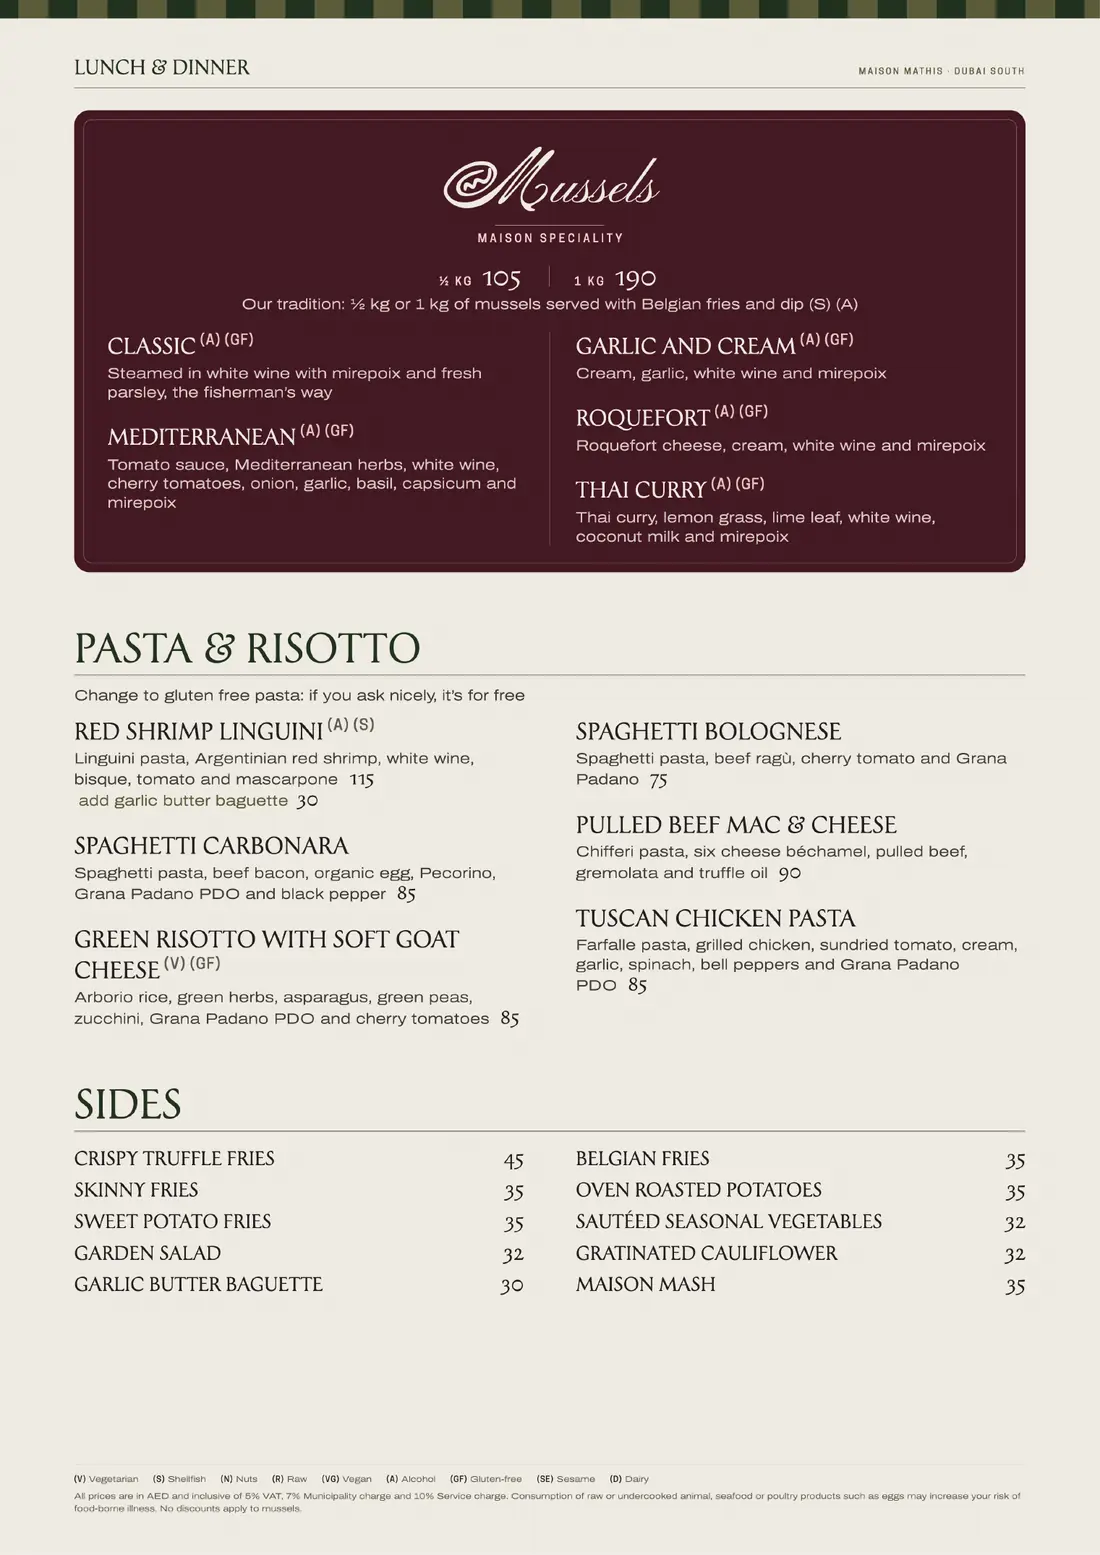 LUNCH & DINNER
MAISON MATHIS · DUBAI SOUTH
Mussels
MAISON SPECIALITY
½ KG 105
1 KG 190
Our tradition: ½ kg or 1 kg of mussels served with Belgian fries and dip (S) (A)
CLASSIC (A) (GF)
Steamed in white wine with mirepoix and fresh
parsley, the fisherman's way
MEDITERRANEAN (A) (GF)
Tomato sauce, Mediterranean herbs, white wine,
cherry tomatoes, onion, garlic, basil, capsicum and
mirepoix
GARLIC AND CREAM (A) (GF)
Cream, garlic, white wine and mirepoix
ROQUEFORT (A) (GF)
Roquefort cheese, cream, white wine and mirepoix
THAI CURRY (A) (GF)
Thai curry, lemon grass, lime leaf, white wine,
coconut milk and mirepoix
PASTA & RISOTTO
Change to gluten free pasta: if you ask nicely, it's for free
RED SHRIMP LINGUINI (A) (S)
Linguini pasta, Argentinian red shrimp, white wine,
bisque, tomato and mascarpone 115
add garlic butter baguette 30
SPAGHETTI CARBONARA
Spaghetti pasta, beef bacon, organic egg, Pecorino,
Grana Padano PDO and black pepper 85
GREEN RISOTTO WITH SOFT GOAT
CHEESE (V) (GF)
Arborio rice, green herbs, asparagus, green peas,
zucchini, Grana Padano PDO and cherry tomatoes 85
SPAGHETTI BOLOGNESE
Spaghetti pasta, beef ragù, cherry tomato and Grana
Padano 75
PULLED BEEF MAC & CHEESE
Chifferi pasta, six cheese béchamel, pulled beef,
gremolata and truffle oil 90
TUSCAN CHICKEN PASTA
Farfalle pasta, grilled chicken, sundried tomato, cream,
garlic, spinach, bell peppers and Grana Padano
PDO 85
SIDES
CRISPY TRUFFLE FRIES 45
SKINNY FRIES 35
SWEET POTATO FRIES 35
GARDEN SALAD 32
GARLIC BUTTER BAGUETTE 30
BELGIAN FRIES 35
OVEN ROASTED POTATOES 35
SAUTÉED SEASONAL VEGETABLES 32
GRATINATED CAULIFLOWER 32
MAISON MASH 35
(V) Vegetarian (S) Shellfish (N) Nuts (R) Raw (VG) Vegan (A) Alcohol (GF) Gluten-free (SE) Sesame (D) Dairy
All prices are in AED and inclusive of 5% VAT, 7% Municipality charge and 10% Service charge. Consumption of raw or undercooked animal, seafood or poultry products such as eggs may increase your risk of
food-borne illness. No discounts apply to mussels.